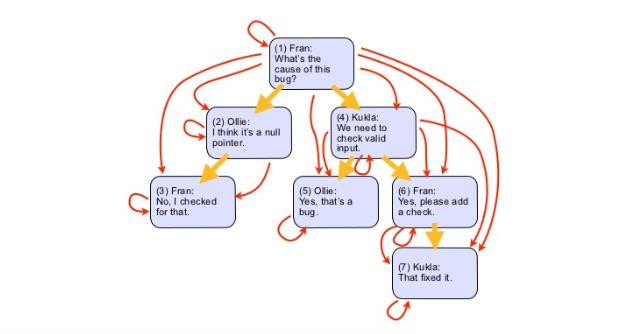 (1) Fran:
What's the
cause of this
bug?
(2) Ollie:
I think it's a null
pointer.
(4) Kukla:
We need to
check valid
input.
(3) Fran:
No, I checked
for that.
(5) Ollie:
Yes, that's a
bug.
(6) Fran:
Yes, please add
a check.
(7) Kukla:
That fixed it.